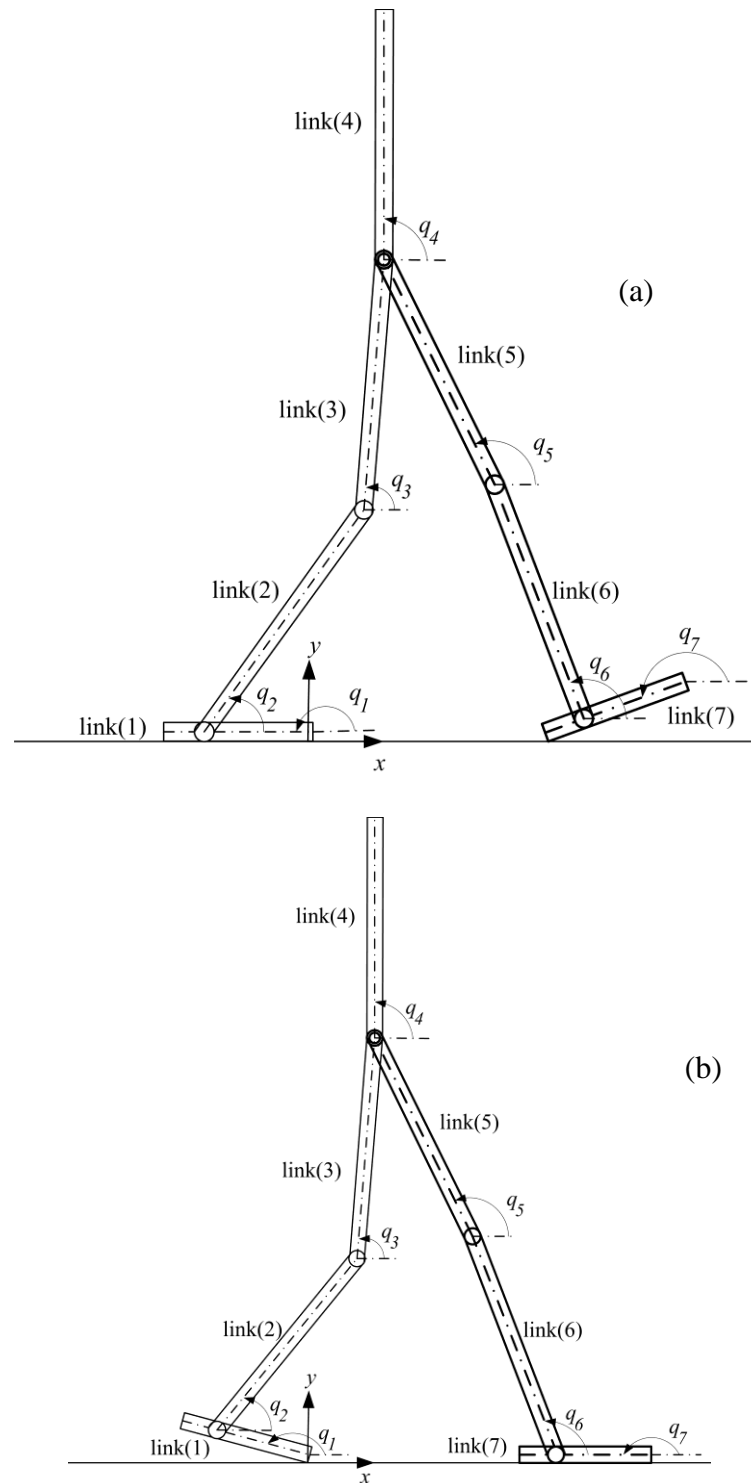 link(4)
q4
(a)
link(5)
link(3)
q5
q3
link(2)
link(6)
y
q7
q2
q1
q6
link(1)
link(7)
x
link(4)
q4
(b)
link(5)
link(3)
q5
q3
link(2)
link(6)
y
q2
q1
q6
q7
link(1)
link(7)
x